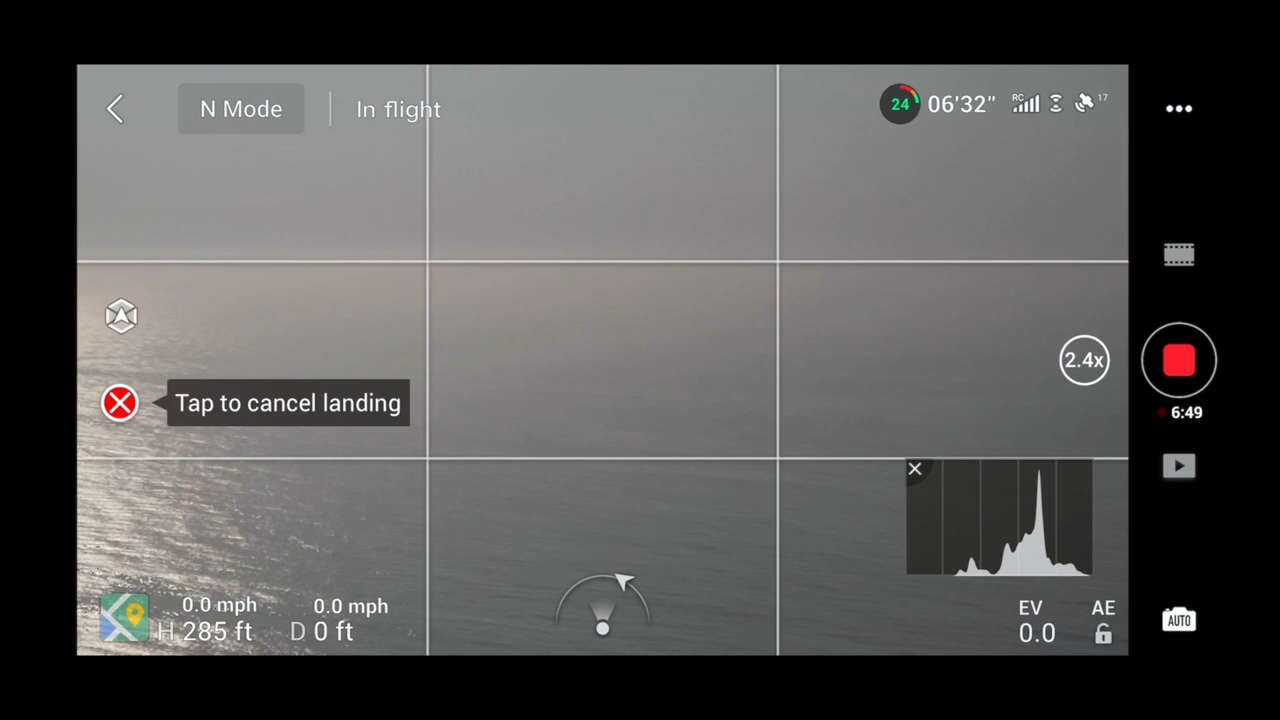 N Mode
In flight
24 06'32" RC 17
2.4x
Tap to cancel landing
6:49
0.0 mph 0.0 mph
H 285 ft D 0 ft
EV AE
0.0
AUTO